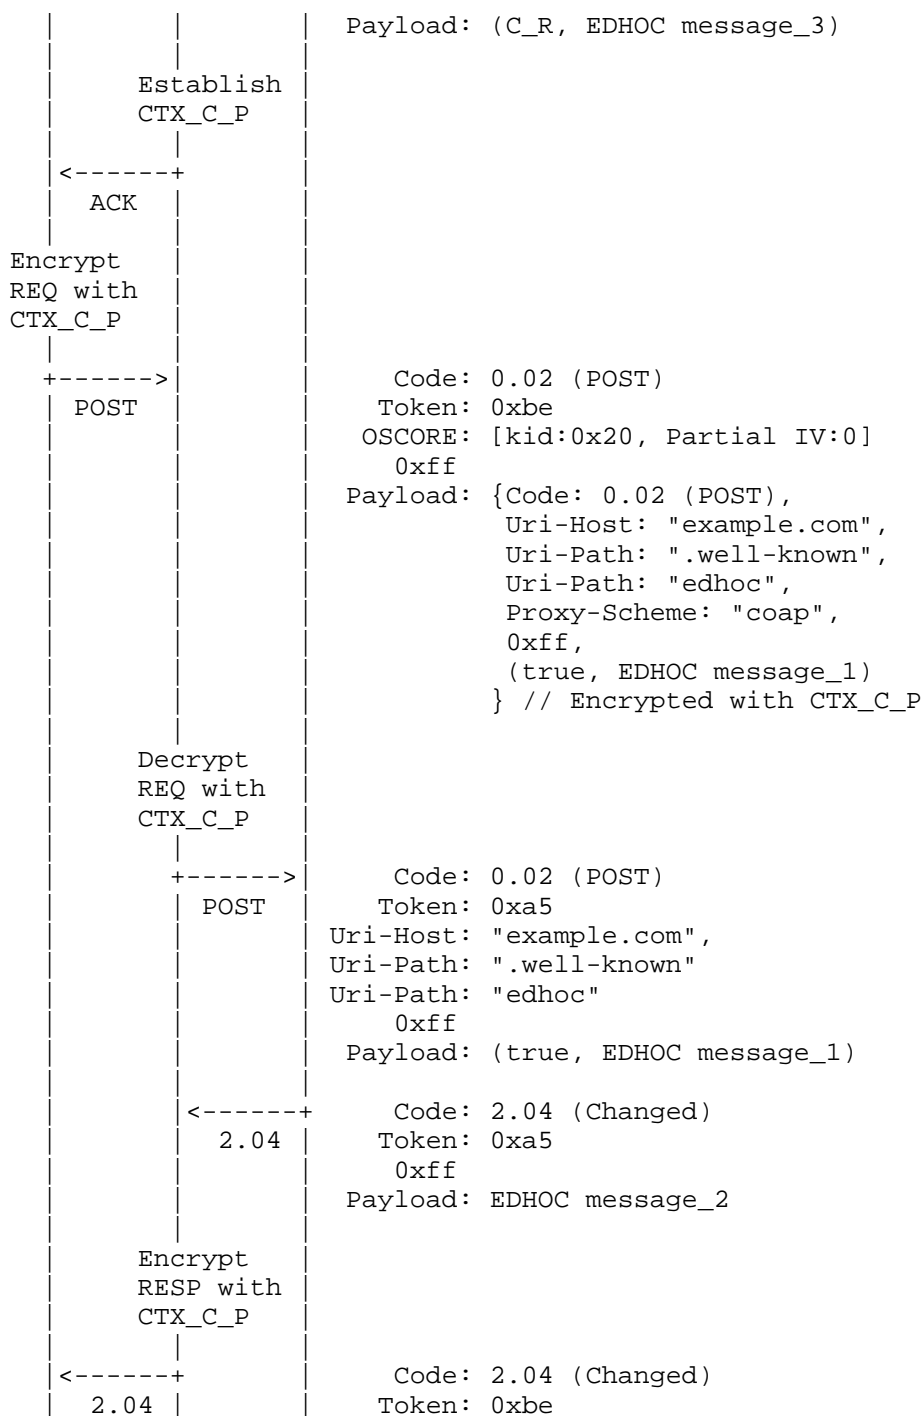 Payload: (C_R, EDHOC message_3)
Establish
CTX_C_P
<------+
ACK
Encrypt
REQ with
CTX_C_P
+------> Code: 0.02 (POST)
POST Token: 0xbe
OSCORE: [kid:0x20, Partial IV:0]
0xff
Payload: {Code: 0.02 (POST),
Uri-Host: "example.com",
Uri-Path: ".well-known",
Uri-Path: "edhoc",
Proxy-Scheme: "coap",
0xff,
(true, EDHOC message_1)
} // Encrypted with CTX_C_P
Decrypt
REQ with
CTX_C_P
+------> Code: 0.02 (POST)
POST Token: 0xa5
Uri-Host: "example.com",
Uri-Path: ".well-known"
Uri-Path: "edhoc"
0xff
Payload: (true, EDHOC message_1)
<------+ Code: 2.04 (Changed)
2.04 Token: 0xa5
0xff
Payload: EDHOC message_2
Encrypt
RESP with
CTX_C_P
<------+ Code: 2.04 (Changed)
2.04 Token: 0xbe